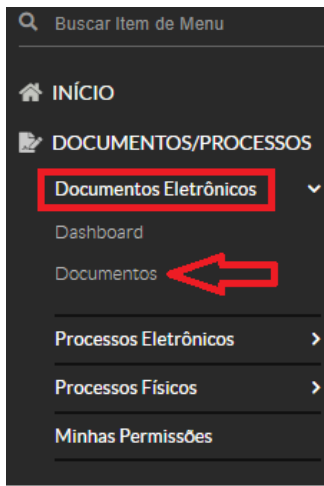 Buscar Item de Menu
INÍCIO
DOCUMENTOS/PROCESSOS
Documentos Eletrônicos
Dashboard
Documentos
Processos Eletrônicos
Processos Físicos
Minhas Permissões